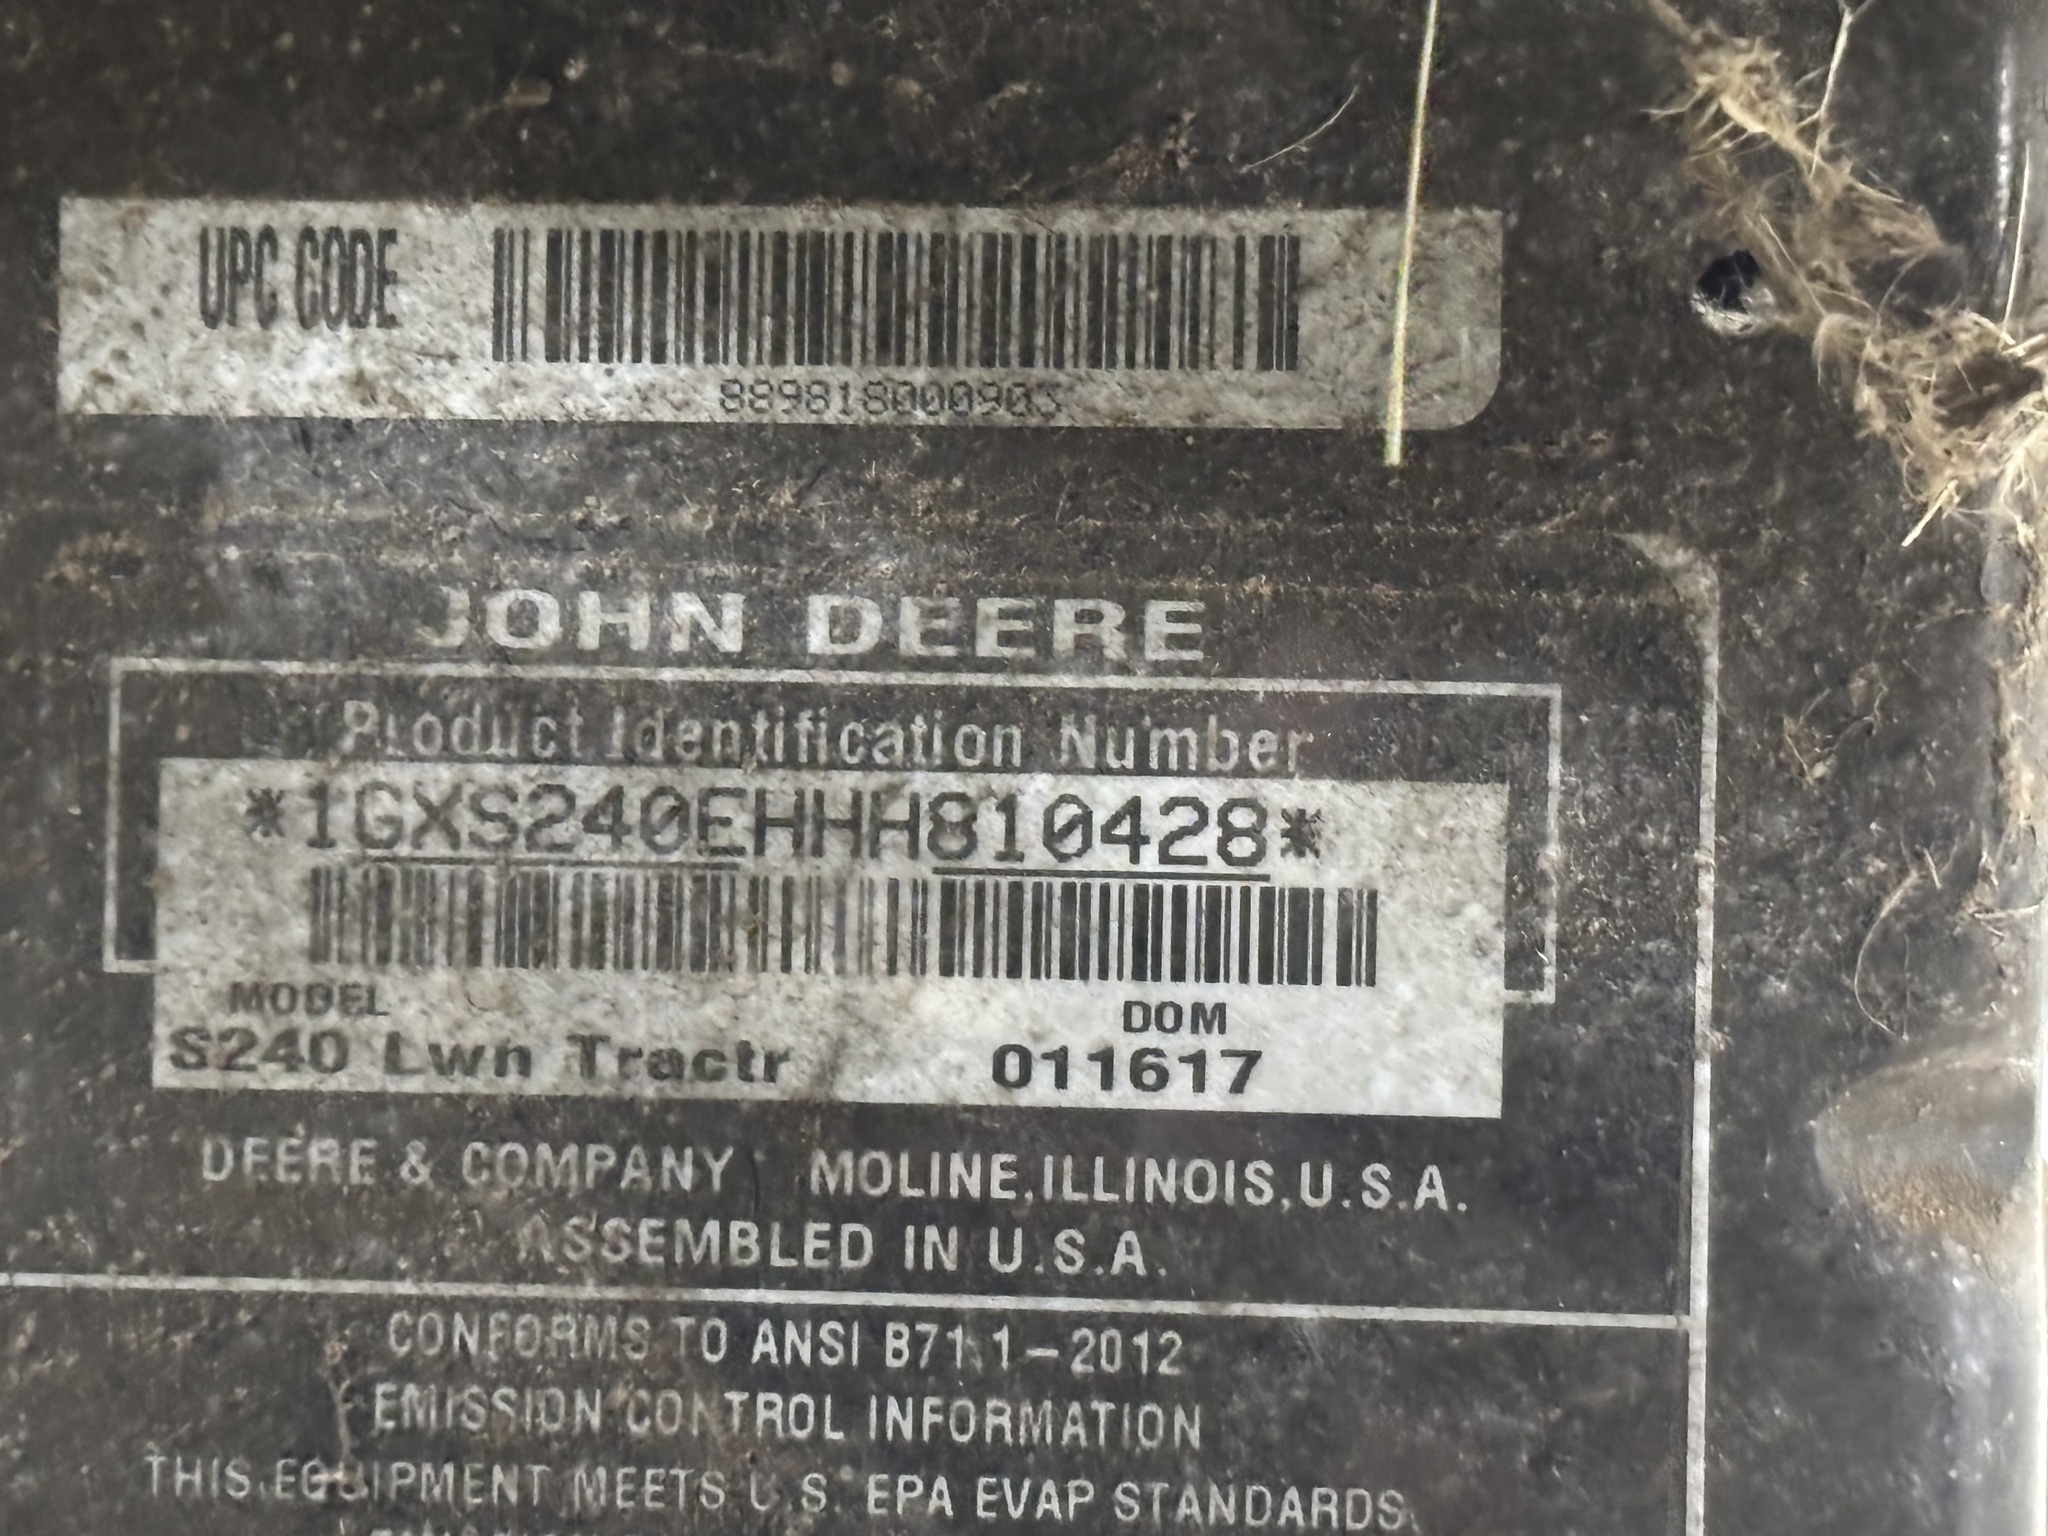 UPC CODE
889818000903
JOHN DEERE
Product Identification Number
*1GXS240EHHH810428*
MODEL DOM
S240 Lwn Tractr 011617
DEERE & COMPANY MOLINE, ILLINOIS, U.S.A.
ASSEMBLED IN U.S.A.
CONFORMS TO ANSI B71.1-2012
EMISSION CONTROL INFORMATION
THIS EQUIPMENT MEETS U.S. EPA EVAP STANDARDS.